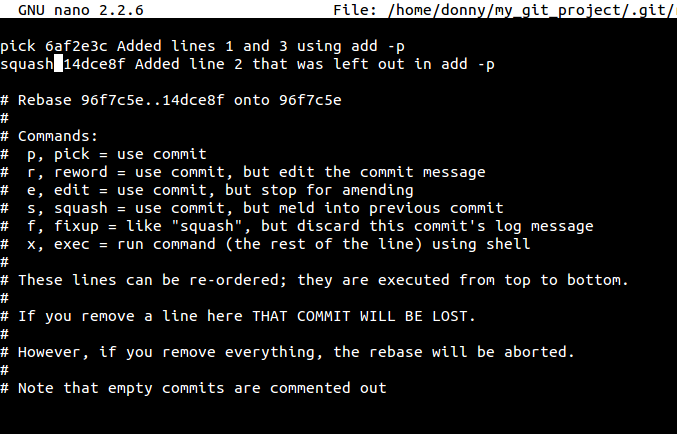 GNU nano 2.2.6 File: /home/donny/my_git_project/.git/
pick 6af2e3c Added lines 1 and 3 using add -p
squash 14dce8f Added line 2 that was left out in add -p
# Rebase 96f7c5e..14dce8f onto 96f7c5e
#
# Commands:
#  p, pick = use commit
#  r, reword = use commit, but edit the commit message
#  e, edit = use commit, but stop for amending
#  s, squash = use commit, but meld into previous commit
#  f, fixup = like "squash", but discard this commit's log message
#  x, exec = run command (the rest of the line) using shell
#
# These lines can be re-ordered; they are executed from top to bottom.
#
# If you remove a line here THAT COMMIT WILL BE LOST.
#
# However, if you remove everything, the rebase will be aborted.
#
# Note that empty commits are commented out